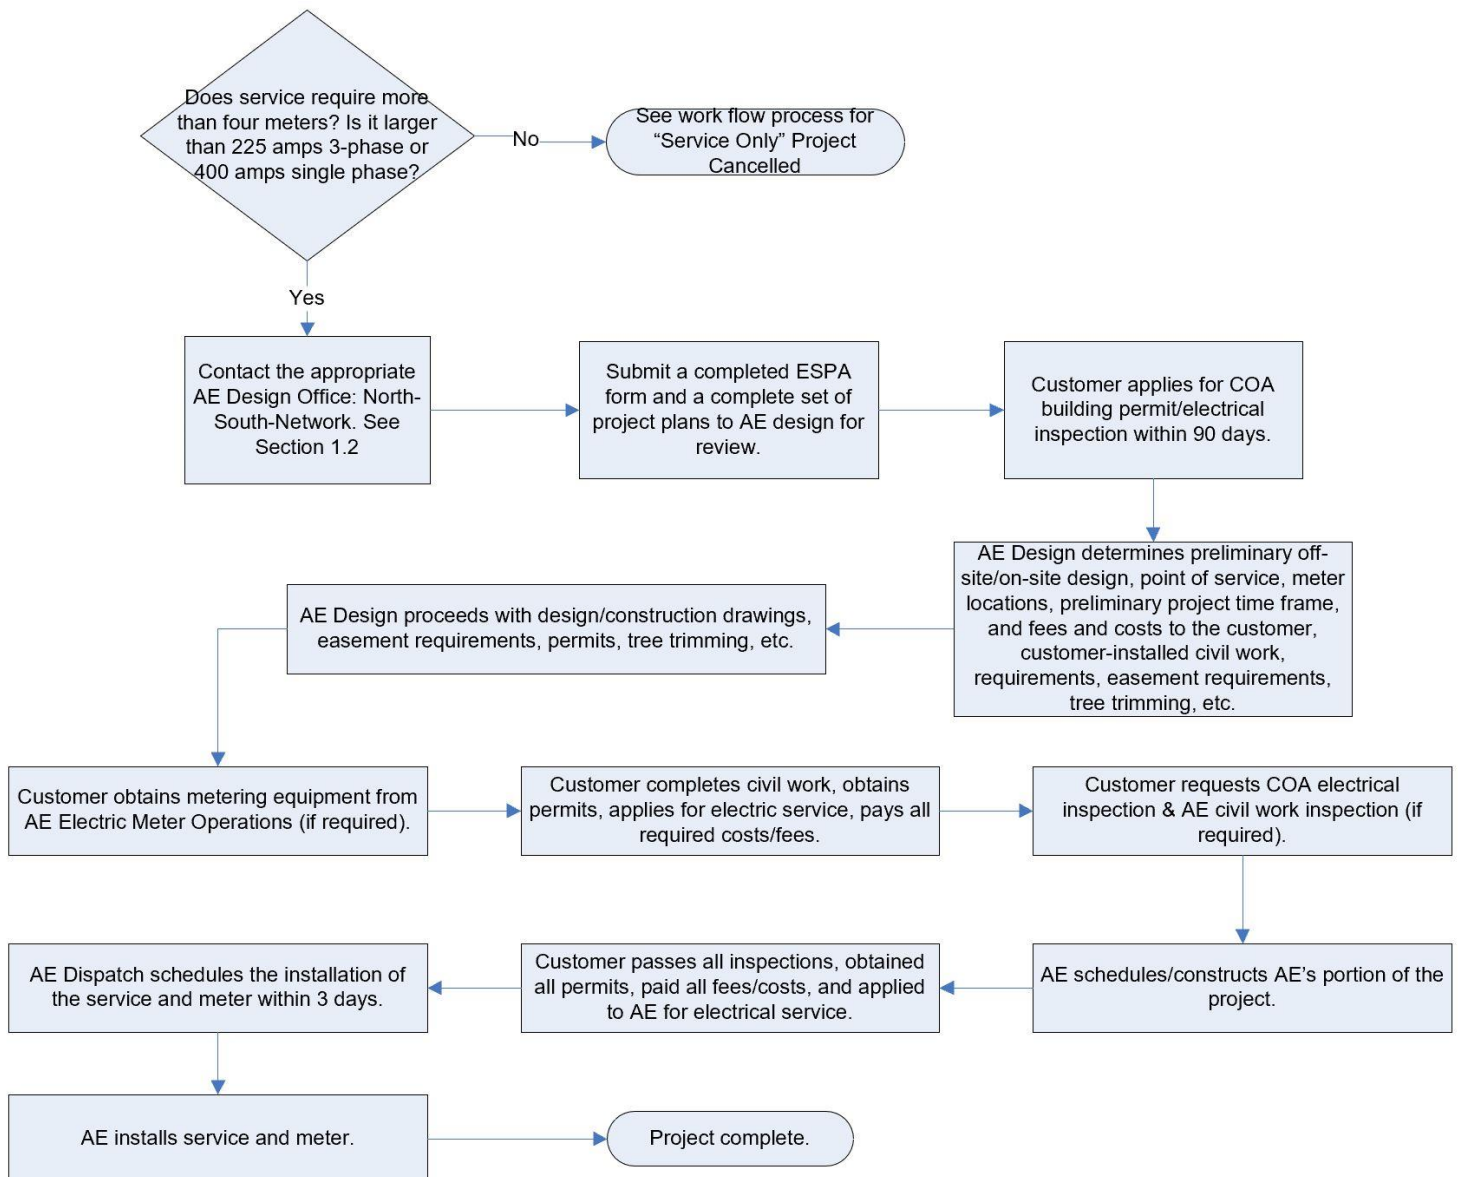 Does service require more
than four meters? Is it larger
than 225 amps 3-phase or
400 amps single phase?
No
See work flow process for
“Service Only” Project
Cancelled
Yes
Contact the appropriate
AE Design Office: North-
South-Network. See
Section 1.2
Submit a completed ESPA
form and a complete set of
project plans to AE design for
review.
Customer applies for COA
building permit/electrical
inspection within 90 days.
AE Design determines preliminary off-
site/on-site design, point of service, meter
locations, preliminary project time frame,
and fees and costs to the customer,
customer-installed civil work,
requirements, easement requirements,
tree trimming, etc.
AE Design proceeds with design/construction drawings,
easement requirements, permits, tree trimming, etc.
Customer obtains metering equipment from
AE Electric Meter Operations (if required).
Customer completes civil work, obtains
permits, applies for electric service, pays all
required costs/fees.
Customer requests COA electrical
inspection & AE civil work inspection (if
required).
AE schedules/constructs AE’s portion of the
project.
Customer passes all inspections, obtained
all permits, paid all fees/costs, and applied
to AE for electrical service.
AE Dispatch schedules the installation of
the service and meter within 3 days.
AE installs service and meter.
Project complete.